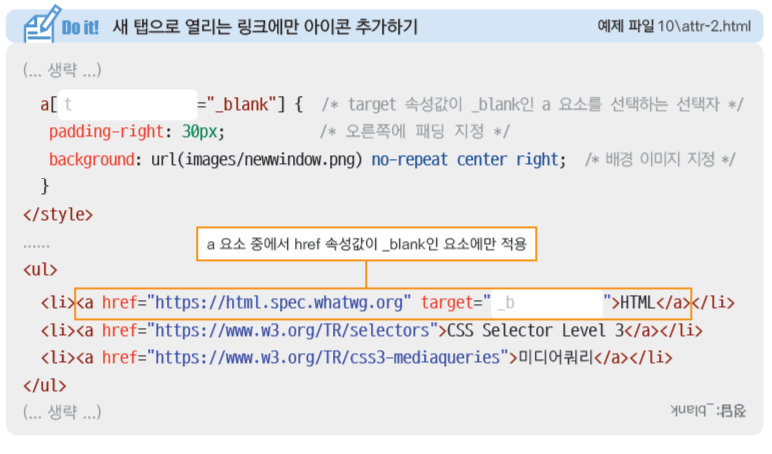 Do it! 새 탭으로 열리는 링크에만 아이콘 추가하기 예제 파일 10\attr-2.html
(... 생략 ...)
a[t ="_blank"] { /* target 속성값이 _blank인 a 요소를 선택하는 선택자 */
padding-right: 30px; /* 오른쪽에 패딩 지정 */
background: url(images/newwindow.png) no-repeat center right; /* 배경 이미지 지정 */
}
</style>
......
a 요소 중에서 href 속성값이 _blank인 요소에만 적용
<ul>
<li><a href="https://html.spec.whatwg.org" target="_b ">HTML</a></li>
<li><a href="https://www.w3.org/TR/selectors">CSS Selector Level 3</a></li>
<li><a href="https://www.w3.org/TR/css3-mediaqueries">미디어쿼리</a></li>
</ul>
(... 생략 ...)
정답: _blank